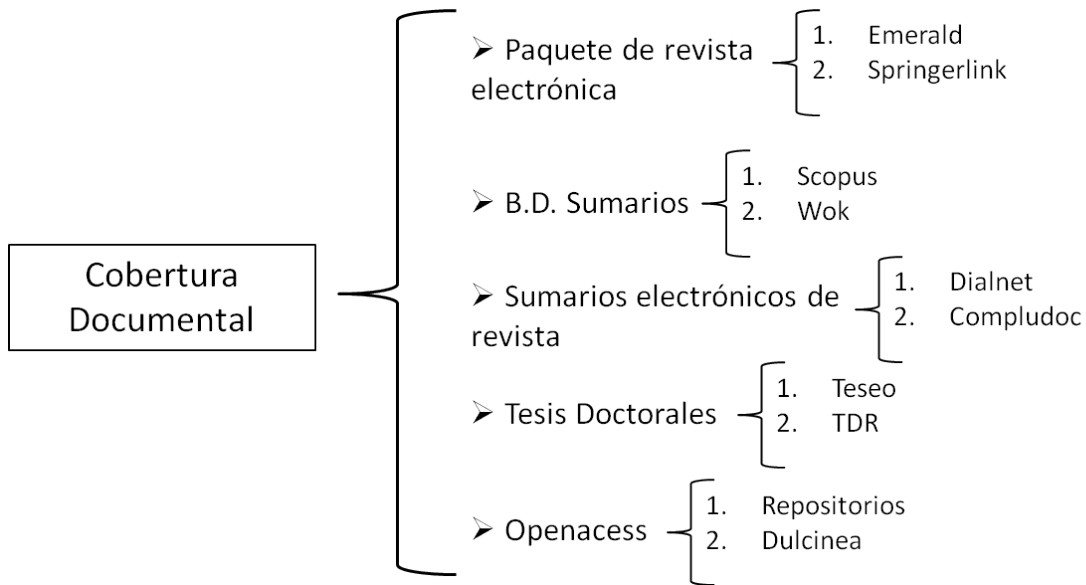 Cobertura
Documental
➢ Paquete de revista
electrónica
1. Emerald
2. Springerlink
➢ B.D. Sumarios
1. Scopus
2. Wok
➢ Sumarios electrónicos de
revista
1. Dialnet
2. Compludoc
➢ Tesis Doctorales
1. Teseo
2. TDR
➢ Openacess
1. Repositorios
2. Dulcinea